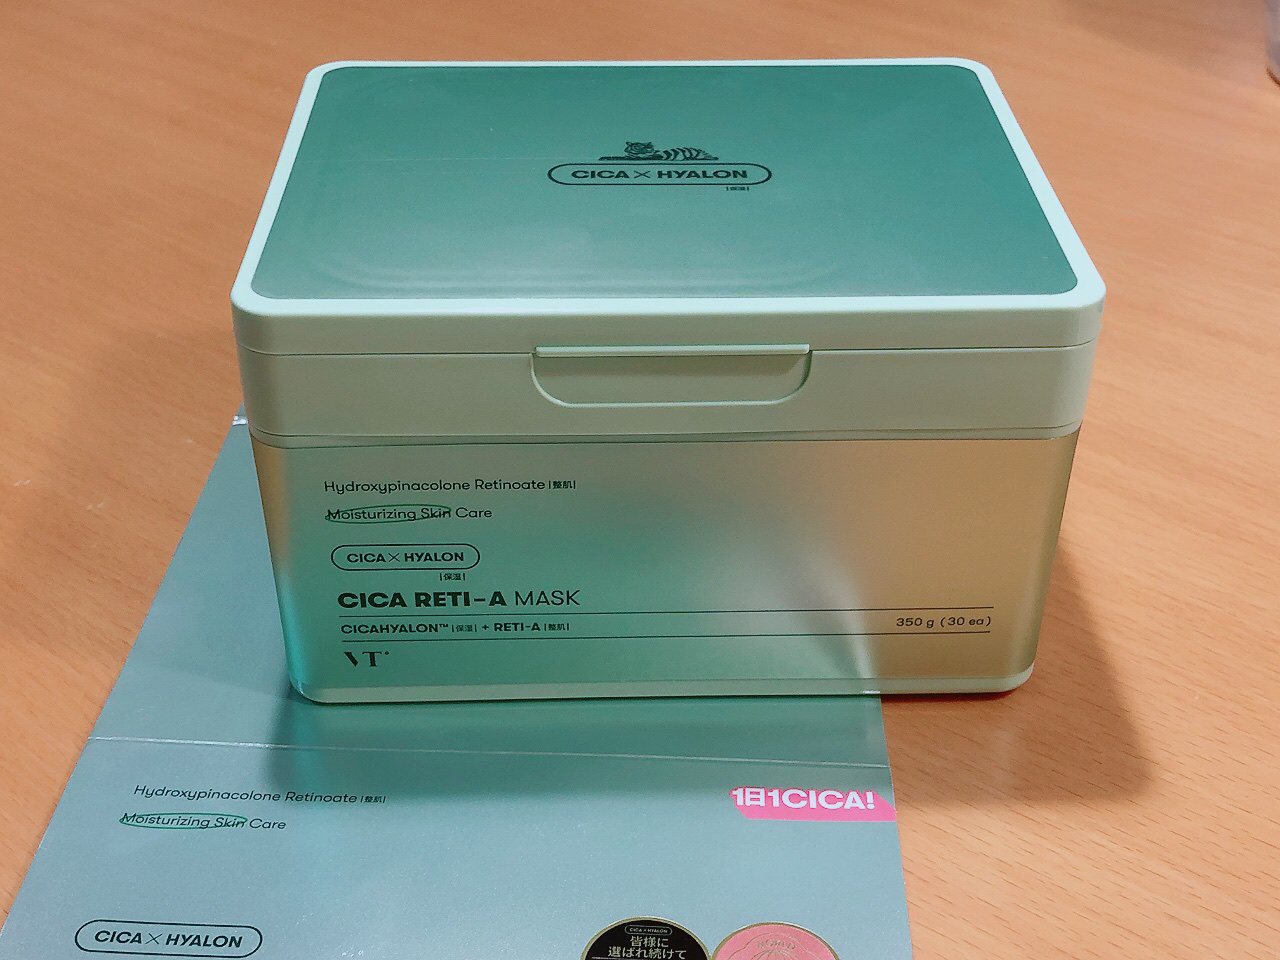 CICA × HYALON
|保湿|
Hydroxypinacolone Retinoate |整肌|
Moisturizing Skin Care
CICA × HYALON
|保湿|
CICA RETI-A MASK
CICAHYALON™ |保湿| + RETI-A |整肌|
350 g (30 ea)
VT
Hydroxypinacolone Retinoate |整肌|
Moisturizing Skin Care
1日1CICA!
CICA × HYALON
CICA × HYALON
皆様に
選ばれ続けて